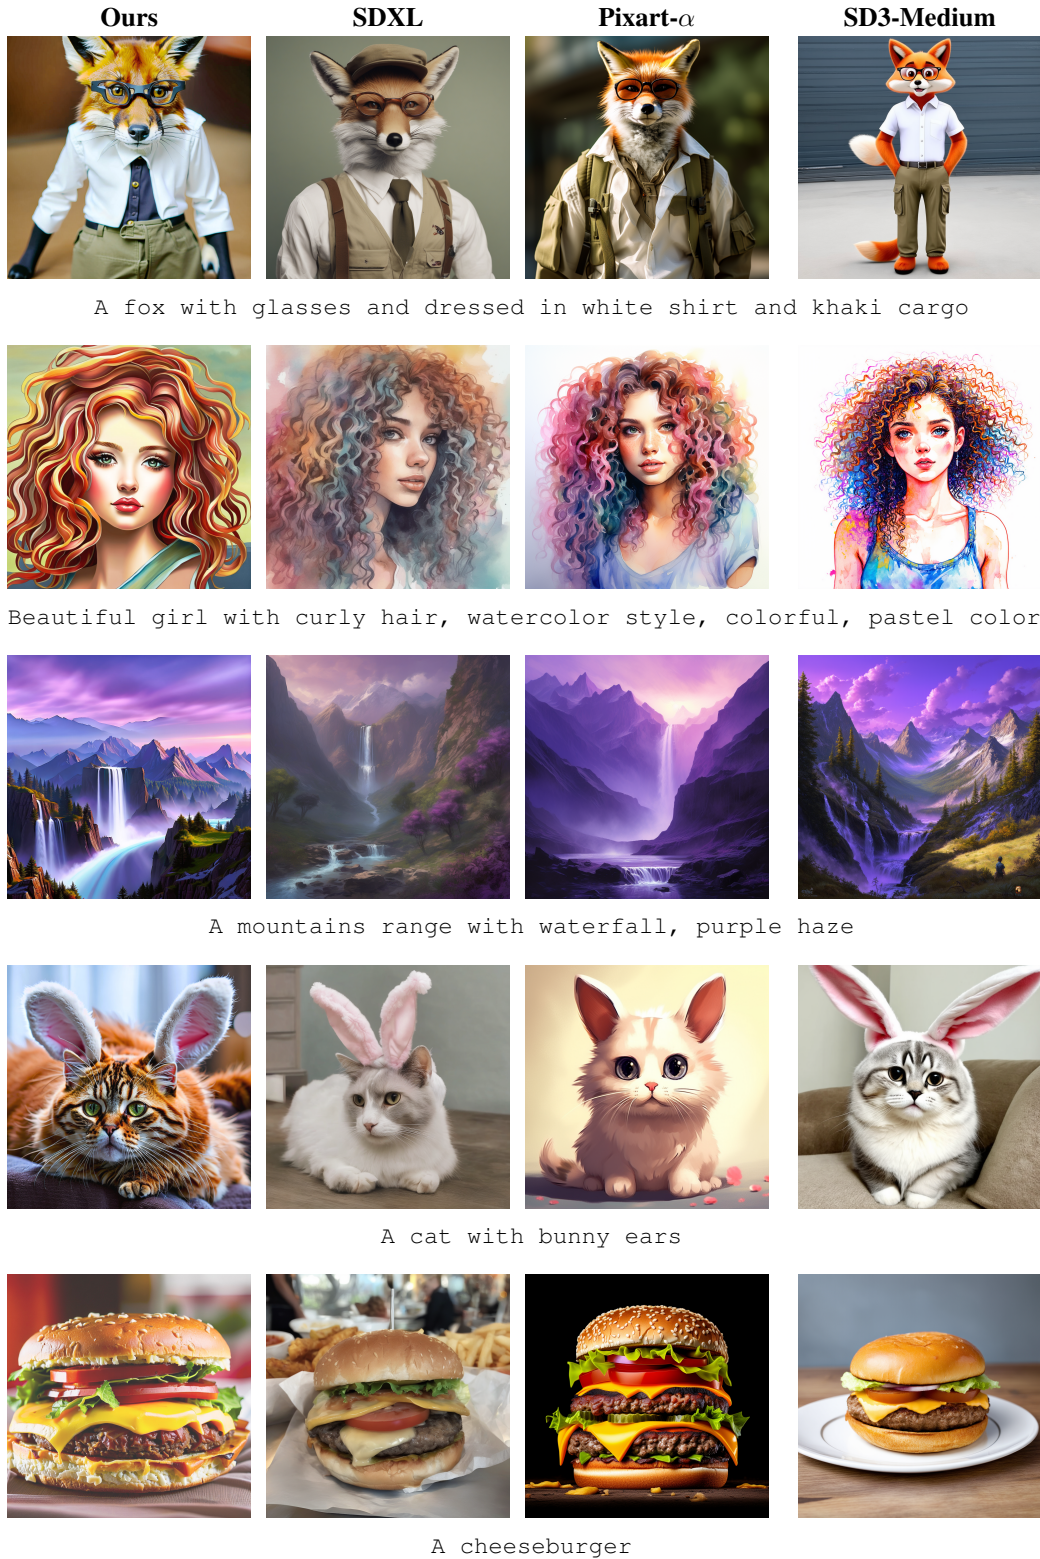 Ours SDXL Pixart-α SD3-Medium
A fox with glasses and dressed in white shirt and khaki cargo
Beautiful girl with curly hair, watercolor style, colorful, pastel color
A mountains range with waterfall, purple haze
A cat with bunny ears
A cheeseburger